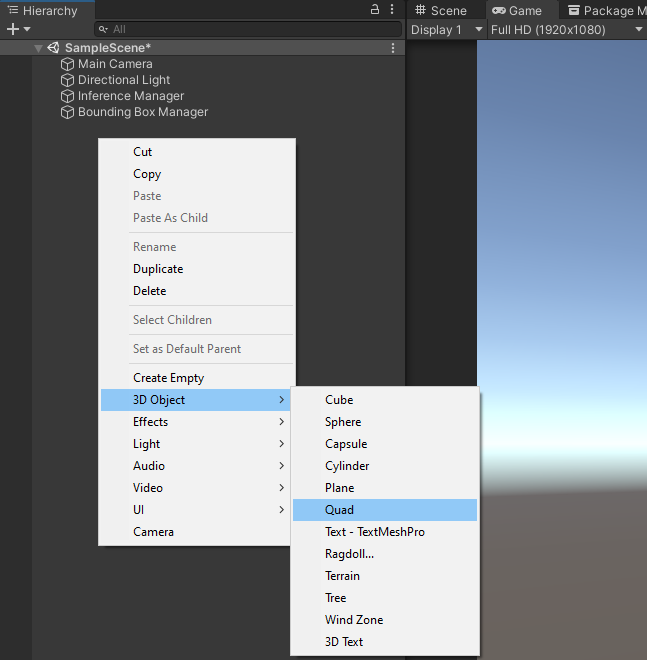 Hierarchy
All
SampleScene*
Main Camera
Directional Light
Inference Manager
Bounding Box Manager
Scene
Game
Package M
Display 1
Full HD (1920x1080)
Cut
Copy
Paste
Paste As Child
Rename
Duplicate
Delete
Select Children
Set as Default Parent
Create Empty
3D Object
Effects
Light
Audio
Video
UI
Camera
Cube
Sphere
Capsule
Cylinder
Plane
Quad
Text - TextMeshPro
Ragdoll...
Terrain
Tree
Wind Zone
3D Text